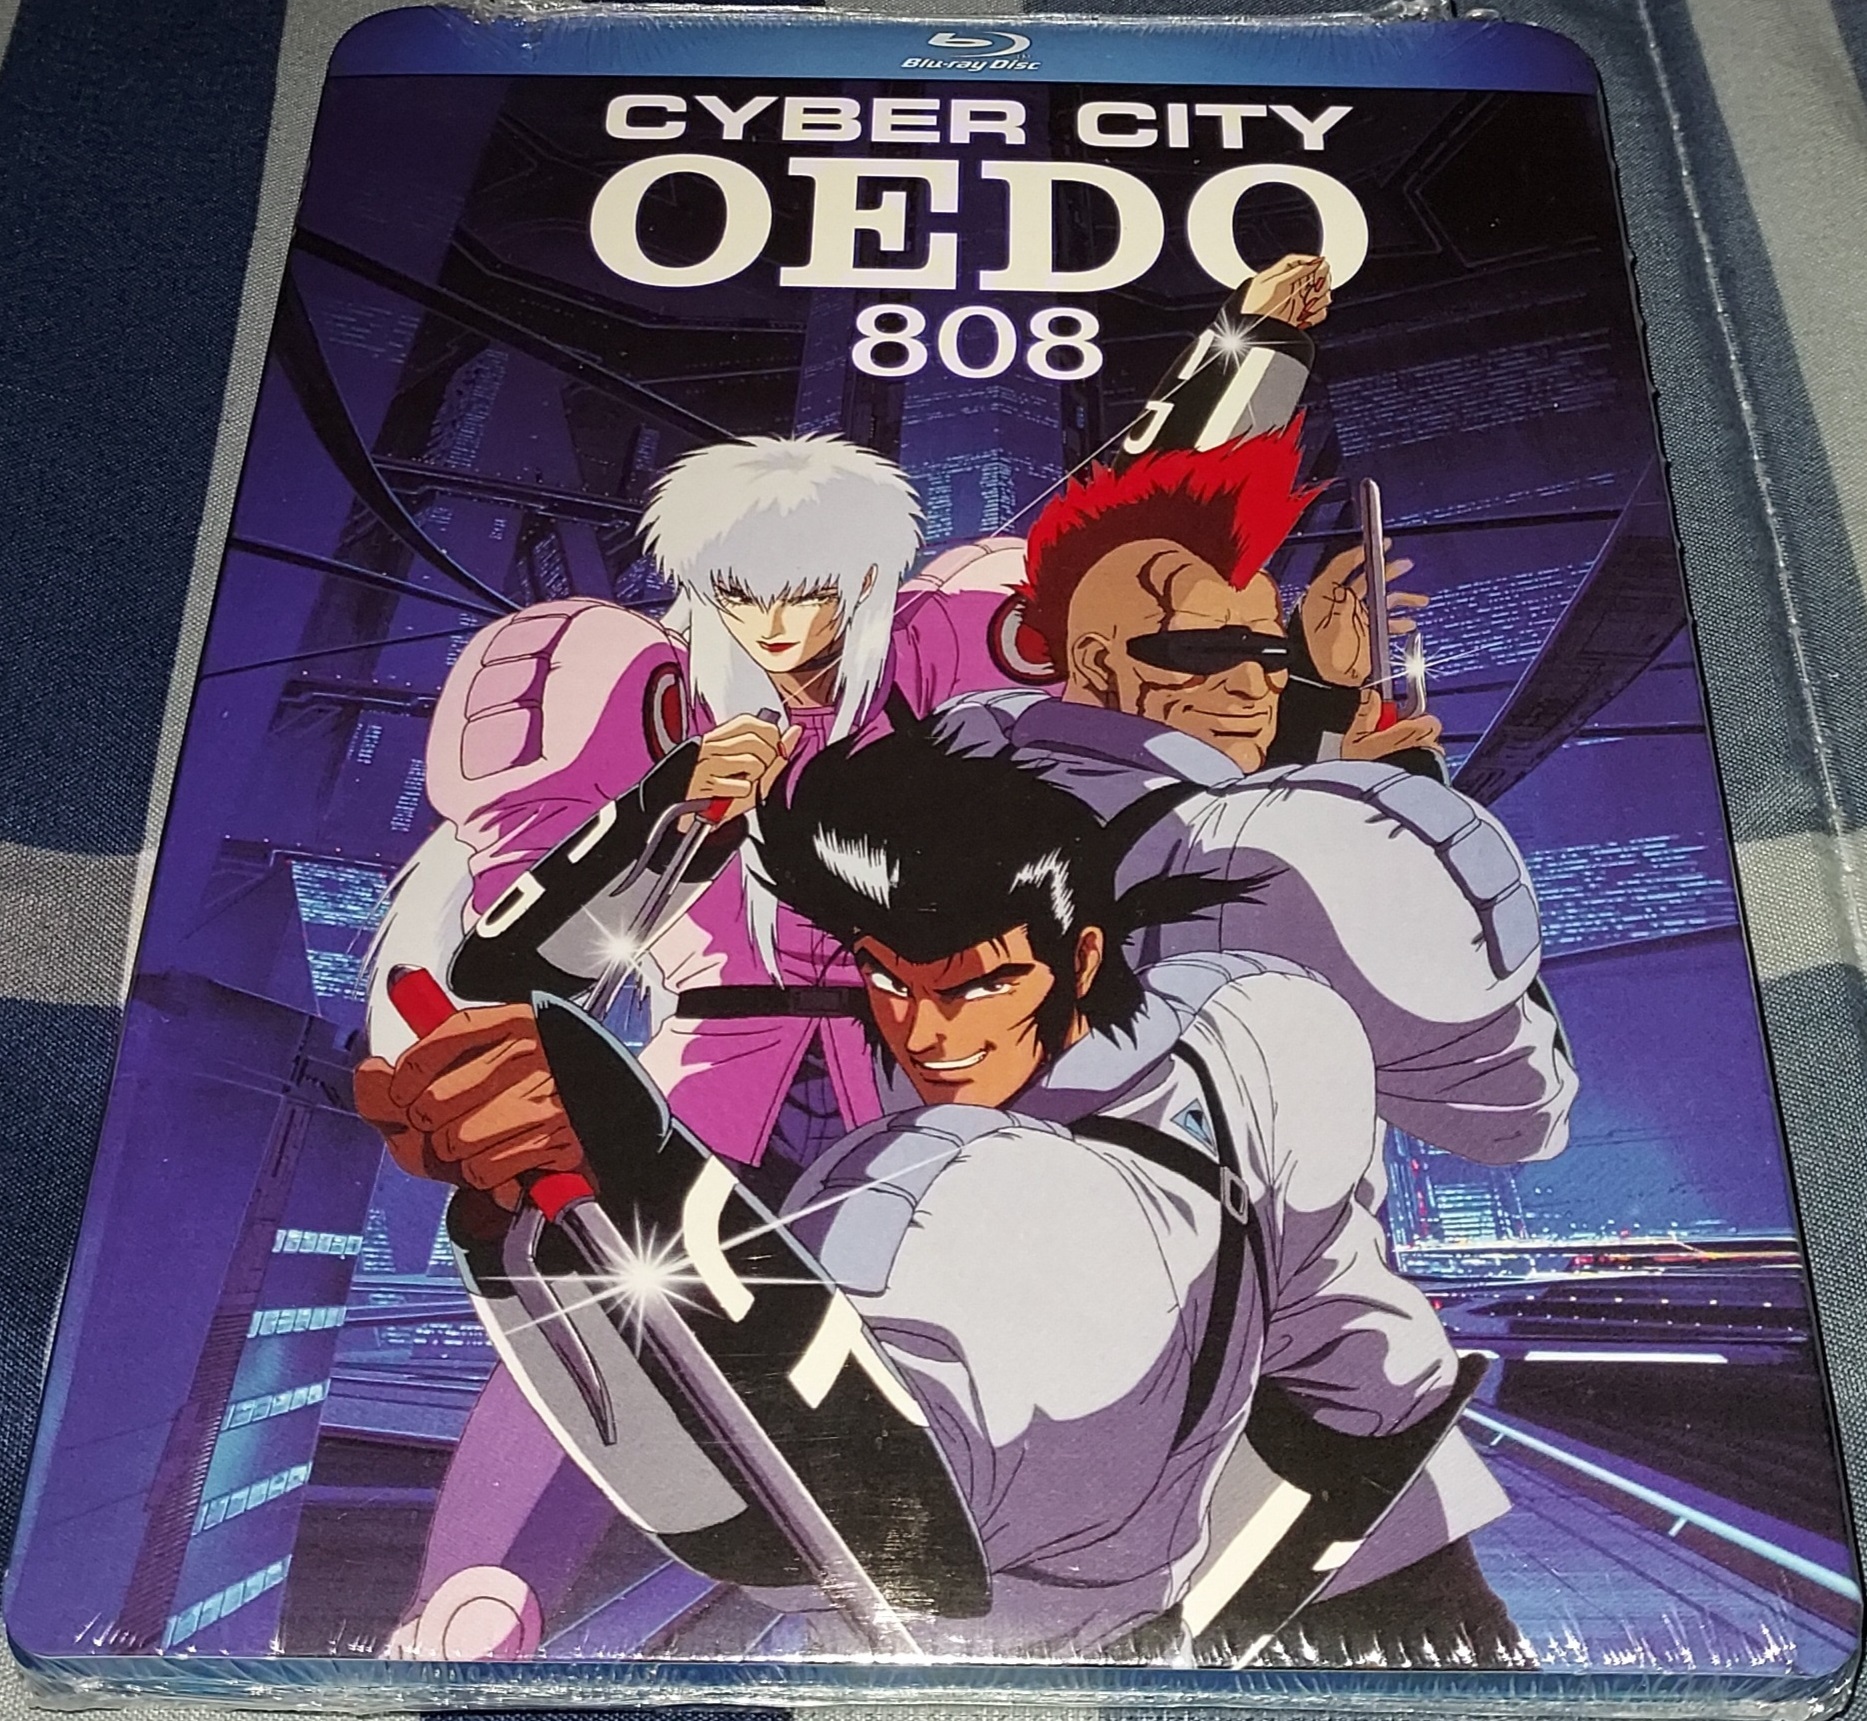 Blu-ray Disc
CYBER CITY
OEDO
808